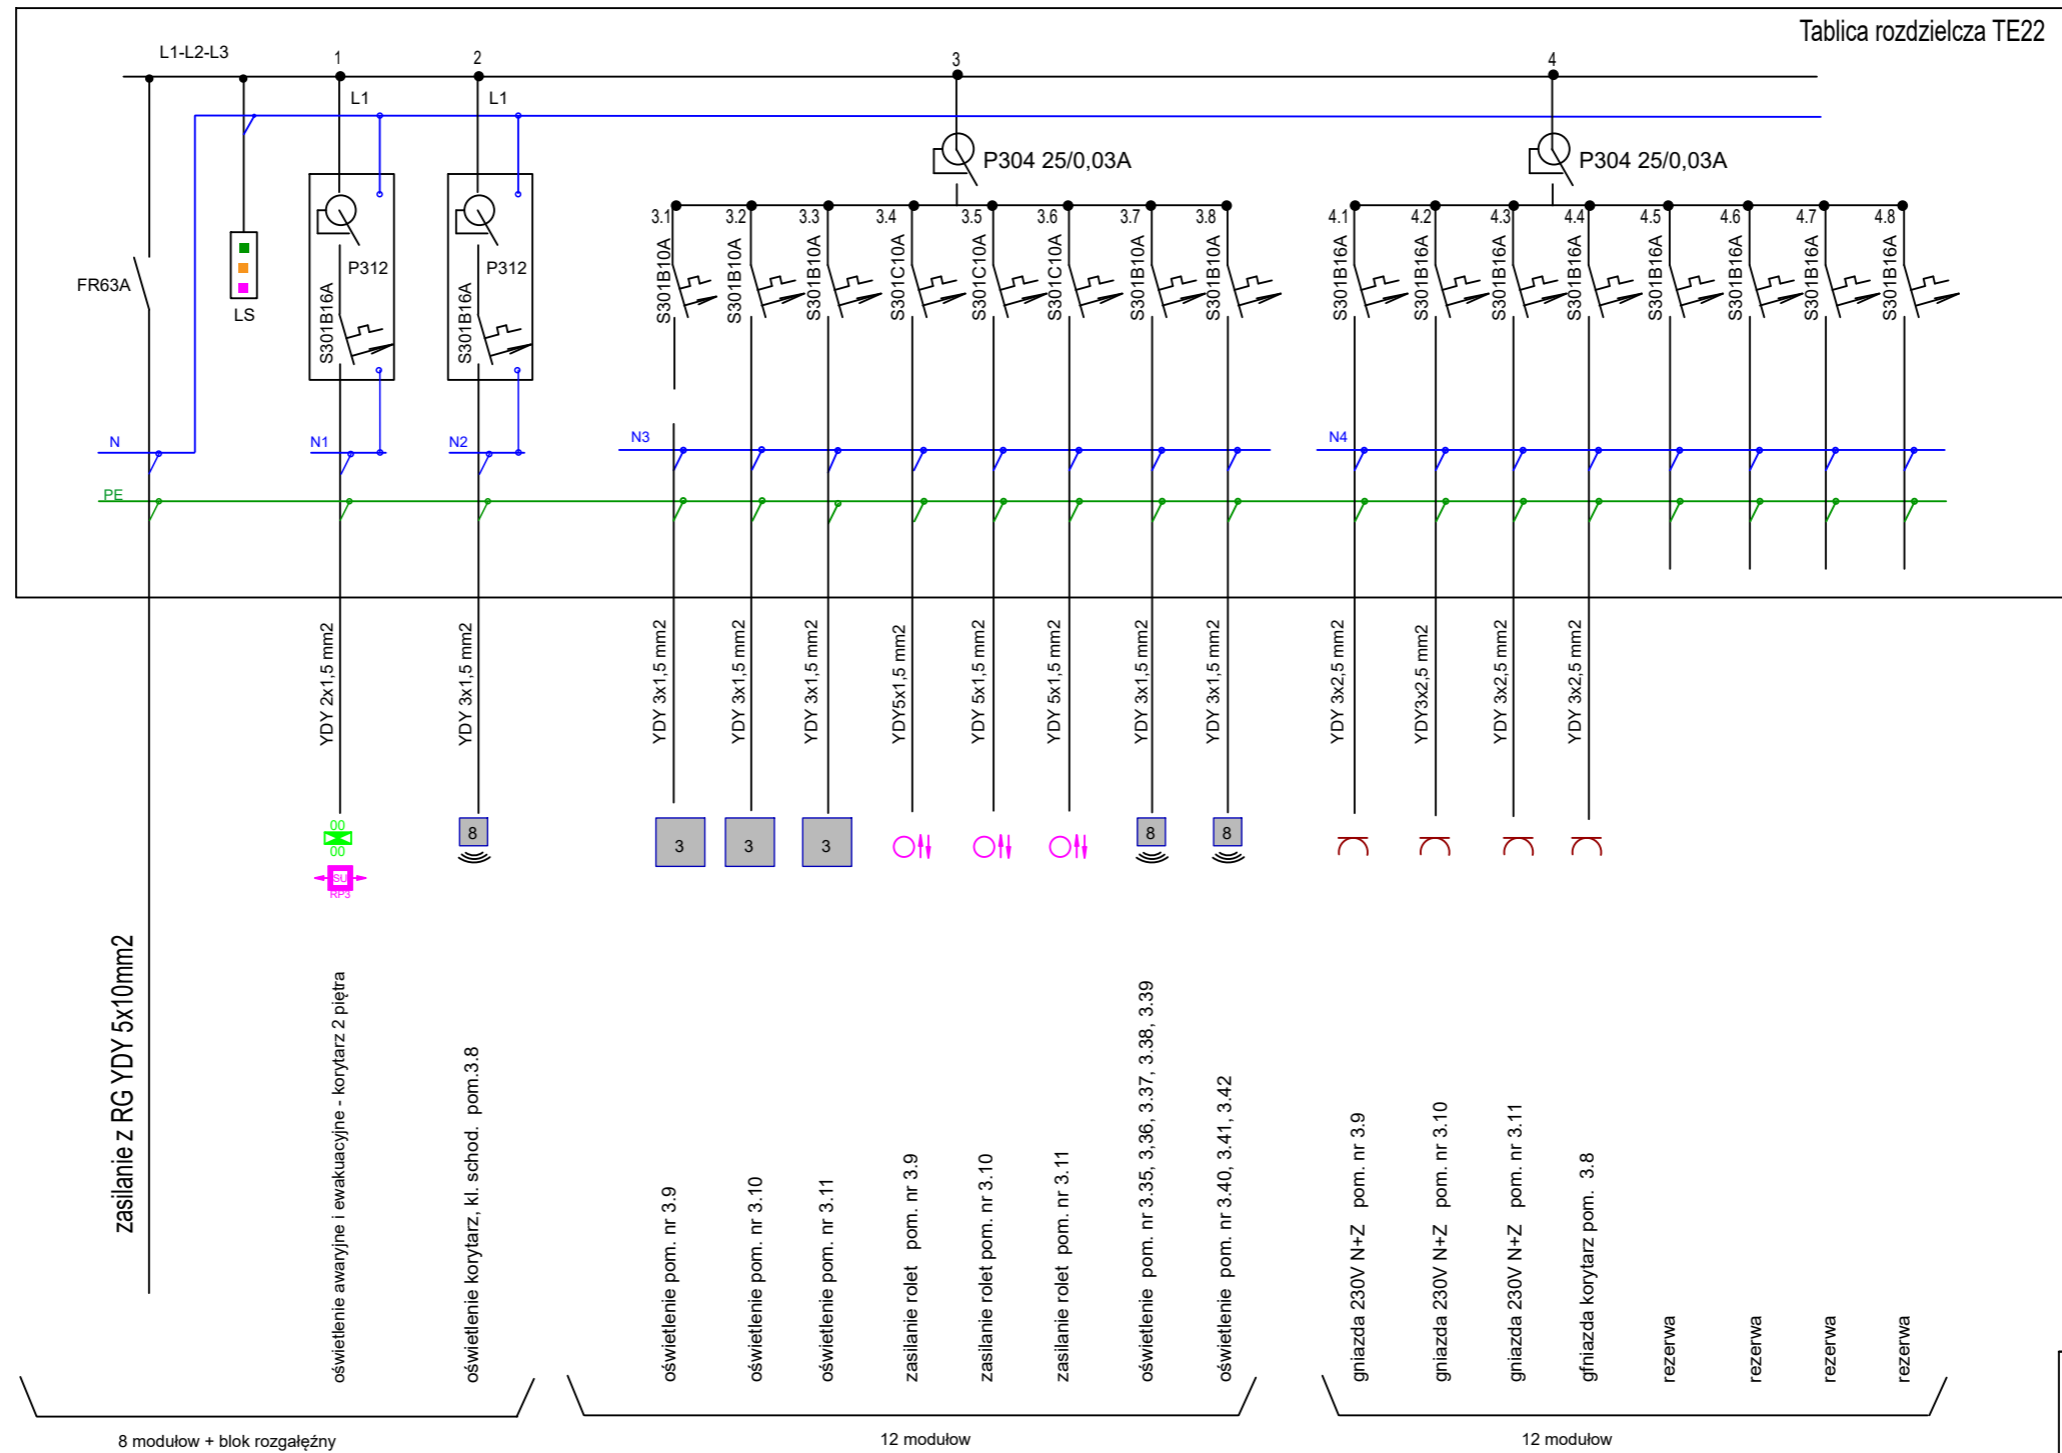 Tablica rozdzielcza TE22
L1-L2-L3
1
2
3
4
L1
L1
P304 25/0,03A
P304 25/0,03A
3.1
3.2
3.3
3.4
3.5
3.6
3.7
3.8
4.1
4.2
4.3
4.4
4.5
4.6
4.7
4.8
FR63A
LS
P312
P312
S301B16A
S301B16A
S301B10A
S301B10A
S301B10A
S301C10A
S301C10A
S301C10A
S301B10A
S301B10A
S301B16A
S301B16A
S301B16A
S301B16A
S301B16A
S301B16A
S301B16A
S301B16A
N
N1
N2
N3
N4
PE
YDY 2x1,5 mm2
YDY 3x1,5 mm2
YDY 3x1,5 mm2
YDY 3x1,5 mm2
YDY 3x1,5 mm2
YDY5x1,5 mm2
YDY 5x1,5 mm2
YDY 5x1,5 mm2
YDY 3x1,5 mm2
YDY 3x1,5 mm2
YDY 3x2,5 mm2
YDY3x2,5 mm2
YDY 3x2,5 mm2
YDY 3x2,5 mm2
00
00
SU
RP3
8
3
3
3
8
8
zasilanie z RG YDY 5x10mm2
oświetlenie awaryjne i ewakuacyjne - korytarz 2 piętra
oświetlenie korytarz, kl. schod. pom.3.8
oświetlenie pom. nr 3.9
oświetlenie pom. nr 3.10
oświetlenie pom. nr 3.11
zasilanie rolet pom. nr 3.9
zasilanie rolet pom. nr 3.10
zasilanie rolet pom. nr 3.11
oświetlenie pom. nr 3.35, 3,36, 3.37, 3.38, 3.39
oświetlenie pom. nr 3.40, 3.41, 3.42
gniazda 230V N+Z pom. nr 3.9
gniazda 230V N+Z pom. nr 3.10
gniazda 230V N+Z pom. nr 3.11
gfniazda korytarz pom. 3.8
rezerwa
rezerwa
rezerwa
rezerwa
8 modułow + blok rozgałęźny
12 modułow
12 modułow